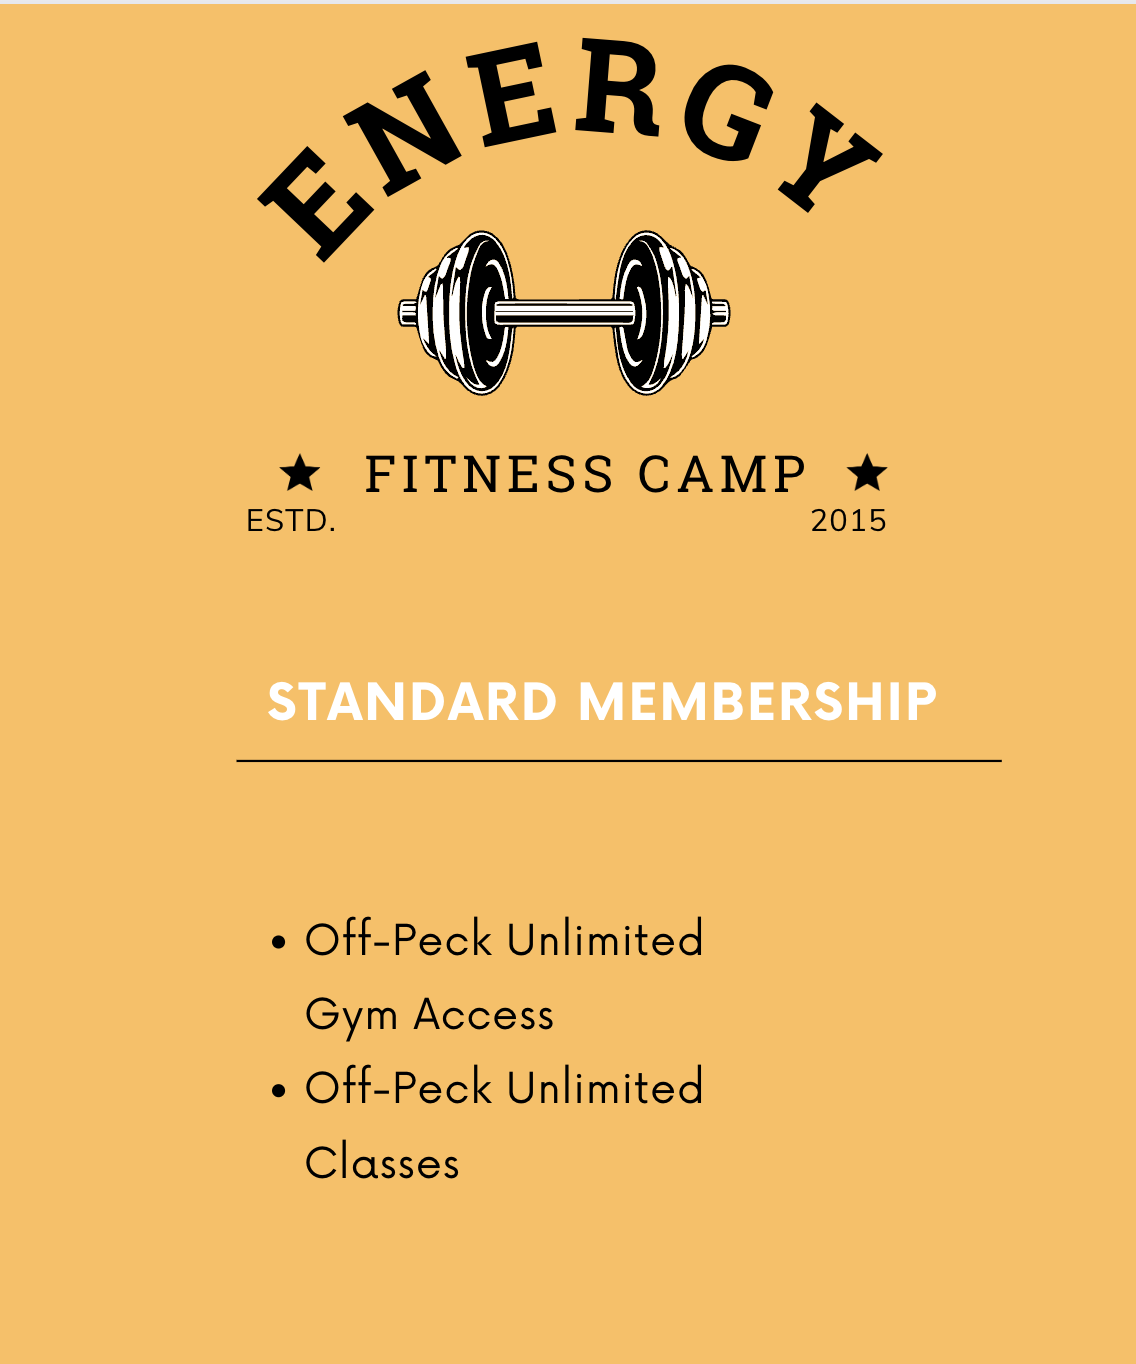 ENERGY
★ FITNESS CAMP ★
ESTD. 2015
STANDARD MEMBERSHIP
• Off-Peck Unlimited
Gym Access
• Off-Peck Unlimited
Classes